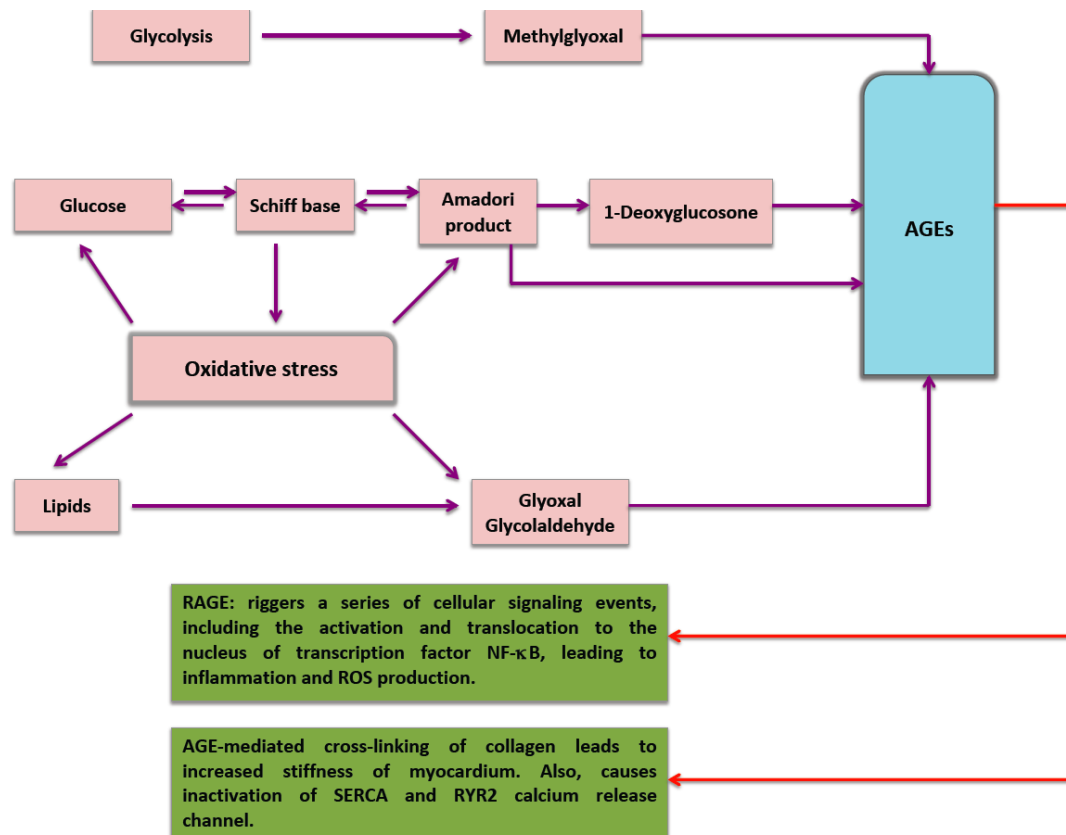 Glycolysis
Methylglyoxal
Glucose
Schiff base
Amadori
product
1-Deoxyglucosone
AGEs
Oxidative stress
Lipids
Glyoxal
Glycolaldehyde
RAGE: riggers a series of cellular signaling events,
including the activation and translocation to the
nucleus of transcription factor NF-κB, leading to
inflammation and ROS production.
AGE-mediated cross-linking of collagen leads to
increased stiffness of myocardium. Also, causes
inactivation of SERCA and RYR2 calcium release
channel.